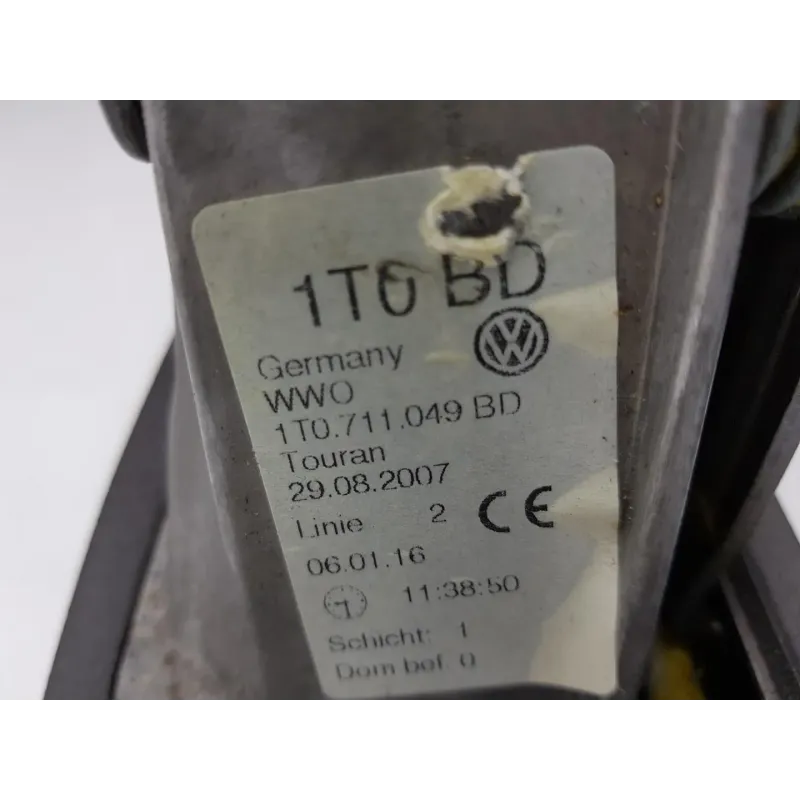 1T0 BD
Germany
WWO
1T0.711.049 BD
Touran
29.08.2007
Linie 2 CE
06.01.16
11:38:50
Schicht: 1
Dom bef. 0